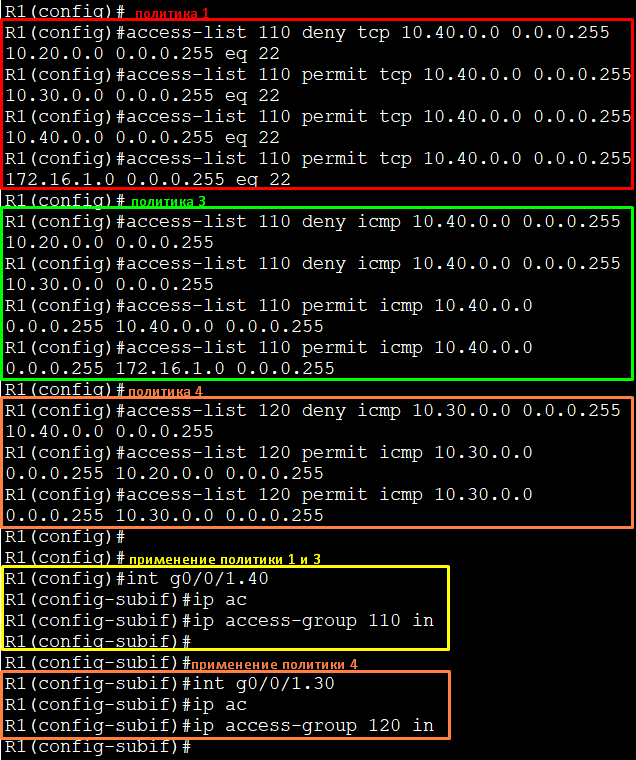 R1(config)# политика 1
R1(config)#access-list 110 deny tcp 10.40.0.0 0.0.0.255
10.20.0.0 0.0.0.255 eq 22
R1(config)#access-list 110 permit tcp 10.40.0.0 0.0.0.255
10.30.0.0 0.0.0.255 eq 22
R1(config)#access-list 110 permit tcp 10.40.0.0 0.0.0.255
10.40.0.0 0.0.0.255 eq 22
R1(config)#access-list 110 permit tcp 10.40.0.0 0.0.0.255
172.16.1.0 0.0.0.255 eq 22
R1(config)# политика 3
R1(config)#access-list 110 deny icmp 10.40.0.0 0.0.0.255
10.20.0.0 0.0.0.255
R1(config)#access-list 110 deny icmp 10.40.0.0 0.0.0.255
10.30.0.0 0.0.0.255
R1(config)#access-list 110 permit icmp 10.40.0.0
0.0.0.255 10.40.0.0 0.0.0.255
R1(config)#access-list 110 permit icmp 10.40.0.0
0.0.0.255 172.16.1.0 0.0.0.255
R1(config)# политика 4
R1(config)#access-list 120 deny icmp 10.30.0.0 0.0.0.255
10.40.0.0 0.0.0.255
R1(config)#access-list 120 permit icmp 10.30.0.0
0.0.0.255 10.20.0.0 0.0.0.255
R1(config)#access-list 120 permit icmp 10.30.0.0
0.0.0.255 10.30.0.0 0.0.0.255
R1(config)#
R1(config)# применение политики 1 и 3
R1(config)#int g0/0/1.40
R1(config-subif)#ip ac
R1(config-subif)#ip access-group 110 in
R1(config-subif)#
R1(config-subif)#применение политики 4
R1(config-subif)#int g0/0/1.30
R1(config-subif)#ip ac
R1(config-subif)#ip access-group 120 in
R1(config-subif)#